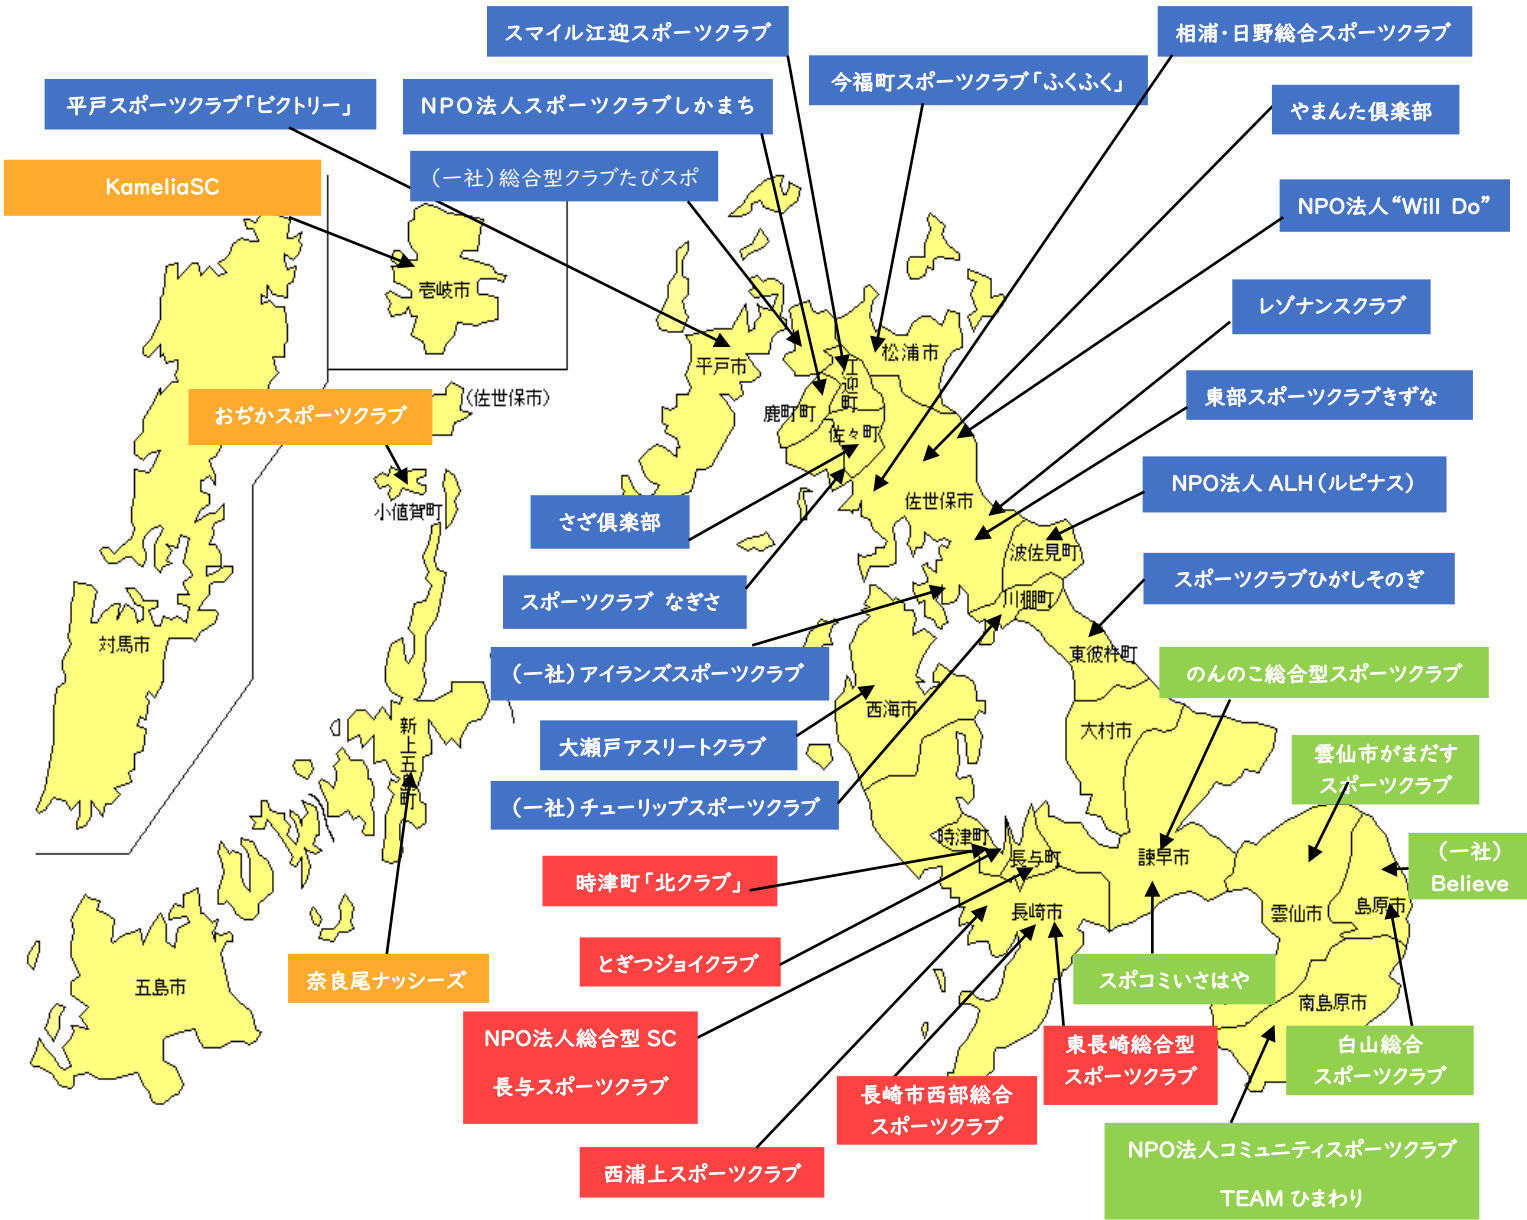 スマイル江迎スポーツクラブ
相浦・日野総合スポーツクラブ
今福町スポーツクラブ「ふくふく」
平戸スポーツクラブ「ビクトリー」
NPO法人スポーツクラブしかまち
やまんた倶楽部
KameliaSC
（一社）総合型クラブたびスポ
NPO法人“Will Do”
壱岐市
レゾナンスクラブ
平戸市
松浦市
江迎町
（佐世保市）
東部スポーツクラブきずな
おぢかスポーツクラブ
鹿町町
佐々町
小値賀町
佐世保市
NPO法人 ALH（ルピナス）
さざ倶楽部
波佐見町
スポーツクラブひがしそのぎ
スポーツクラブ なぎさ
川棚町
対馬市
東彼杵町
（一社）アイランズスポーツクラブ
のんのこ総合型スポーツクラブ
西海市
新上五島町
大村市
大瀬戸アスリートクラブ
雲仙市がまだす
スポーツクラブ
（一社）チューリップスポーツクラブ
時津町
長与町
諫早市
（一社）
Believe
時津町「北クラブ」
長崎市
雲仙市
島原市
とぎつジョイクラブ
奈良尾ナッシーズ
スポコミいさはや
五島市
南島原市
NPO法人総合型 SC
長与スポーツクラブ
東長崎総合型
スポーツクラブ
白山総合
スポーツクラブ
長崎市西部総合
スポーツクラブ
西浦上スポーツクラブ
NPO法人コミュニティスポーツクラブ
TEAM ひまわり